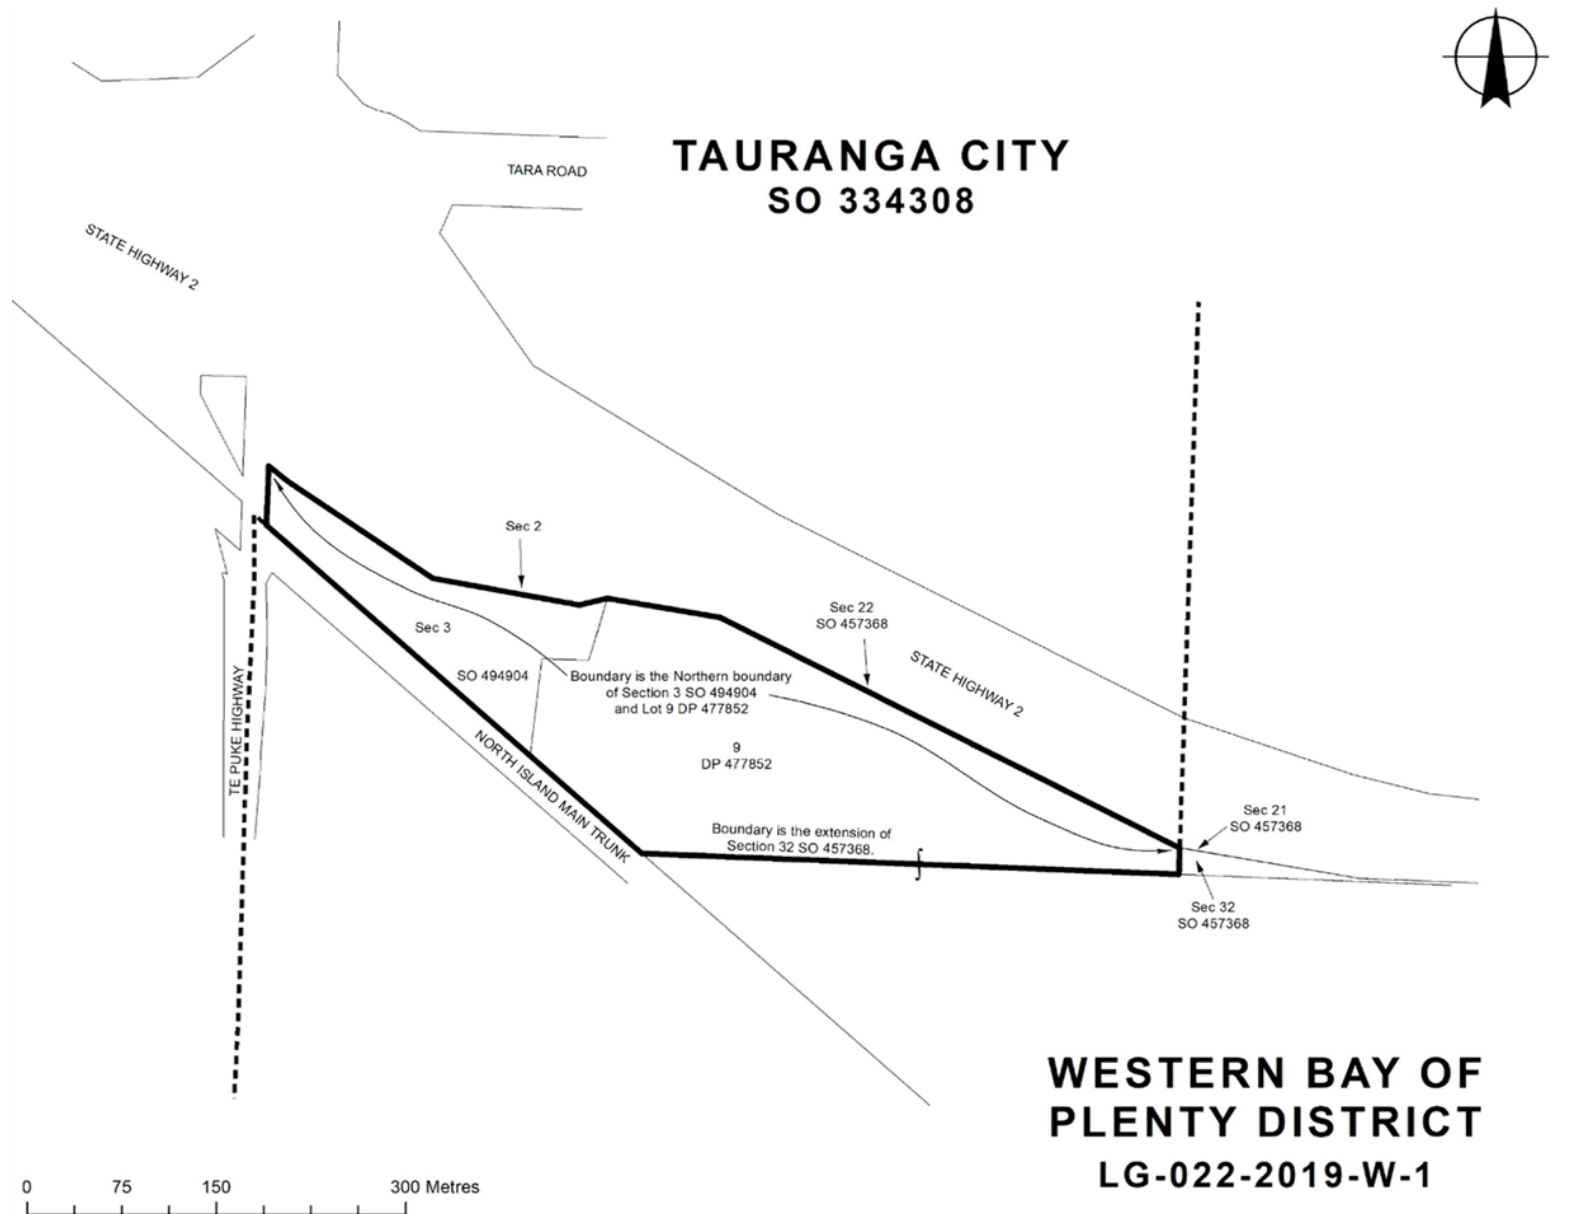 TAURANGA CITY
SO 334308
TARA ROAD
STATE HIGHWAY 2
Sec 2
Sec 22
SO 457368
Sec 3
SO 494904
Boundary is the Northern boundary
of Section 3 SO 494904
and Lot 9 DP 477852
STATE HIGHWAY 2
TE PUKE HIGHWAY
NORTH ISLAND MAIN TRUNK
9
DP 477852
Boundary is the extension of
Section 32 SO 457368.
Sec 21
SO 457368
Sec 32
SO 457368
WESTERN BAY OF
PLENTY DISTRICT
LG-022-2019-W-1
0 75 150 300 Metres